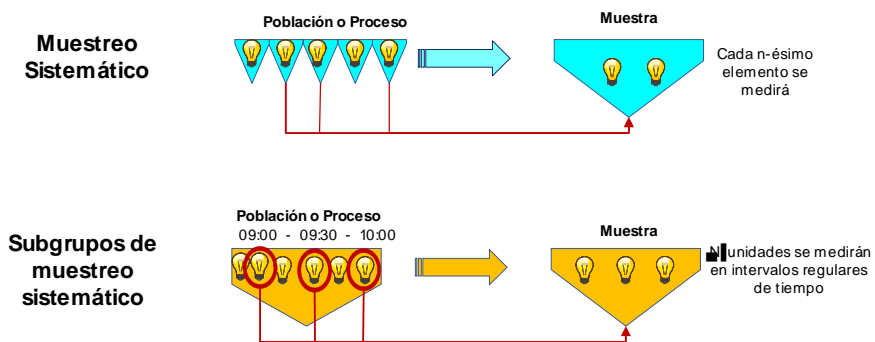 Muestreo
Sistemático
Población o Proceso
Muestra
Cada n-ésimo
elemento se
medirá
Subgrupos de
muestreo
sistemático
Población o Proceso
09:00 - 09:30 - 10:00
Muestra
unidades se medirán
en intervalos regulares
de tiempo